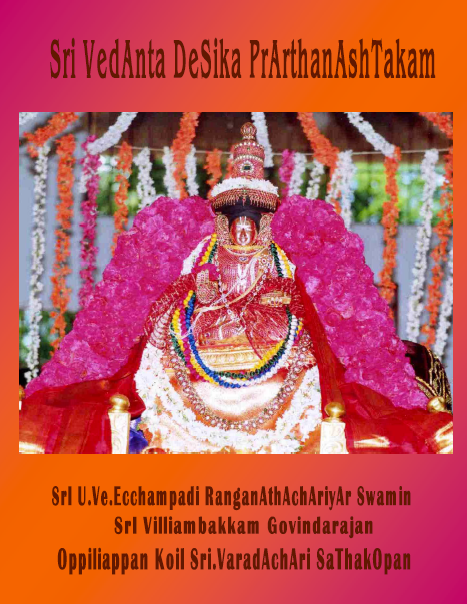 Sri VedAnta DeSika PrArthanAshTakam
SrI U.Ve.Ecchampadi RanganAthAchAriyAr Swamin
SrI Villiambakkam Govindarajan
Oppiliappan Koil Sri.VaradAchAri SaThakOpan